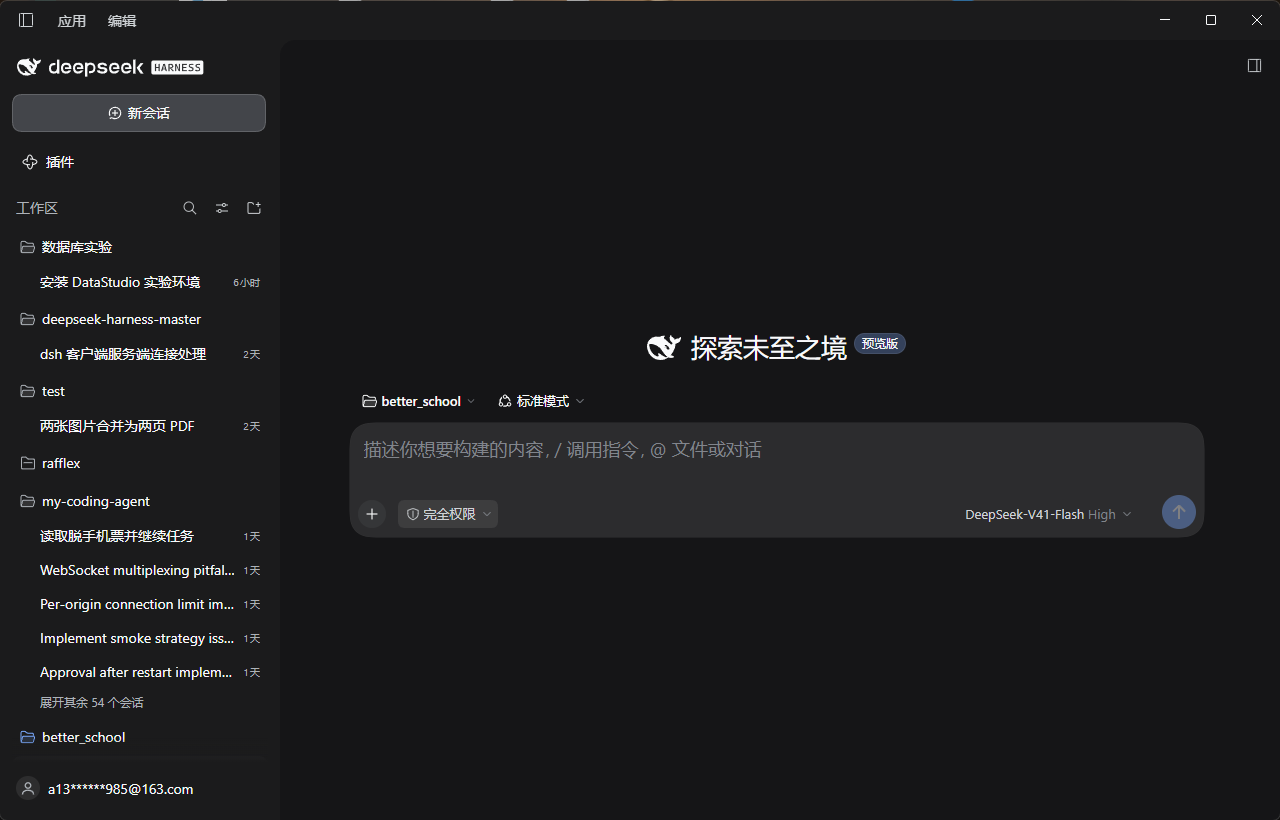 应用 编辑
deepseek HARNESS
新会话
插件
工作区
数据库实验
安装 DataStudio 实验环境 6小时
deepseek-harness-master
dsh 客户端服务端连接处理 2天
test
两张图片合并为两页 PDF 2天
rafflex
my-coding-agent
读取脱手机票并继续任务 1天
WebSocket multiplexing pitfal... 1天
Per-origin connection limit im... 1天
Implement smoke strategy iss... 1天
Approval after restart implem... 1天
展开其余 54 个会话
better_school
a13******985@163.com
探索未至之境 预览版
better_school 标准模式
描述你想要构建的内容, / 调用指令, @ 文件或对话
完全权限 DeepSeek-V41-Flash High